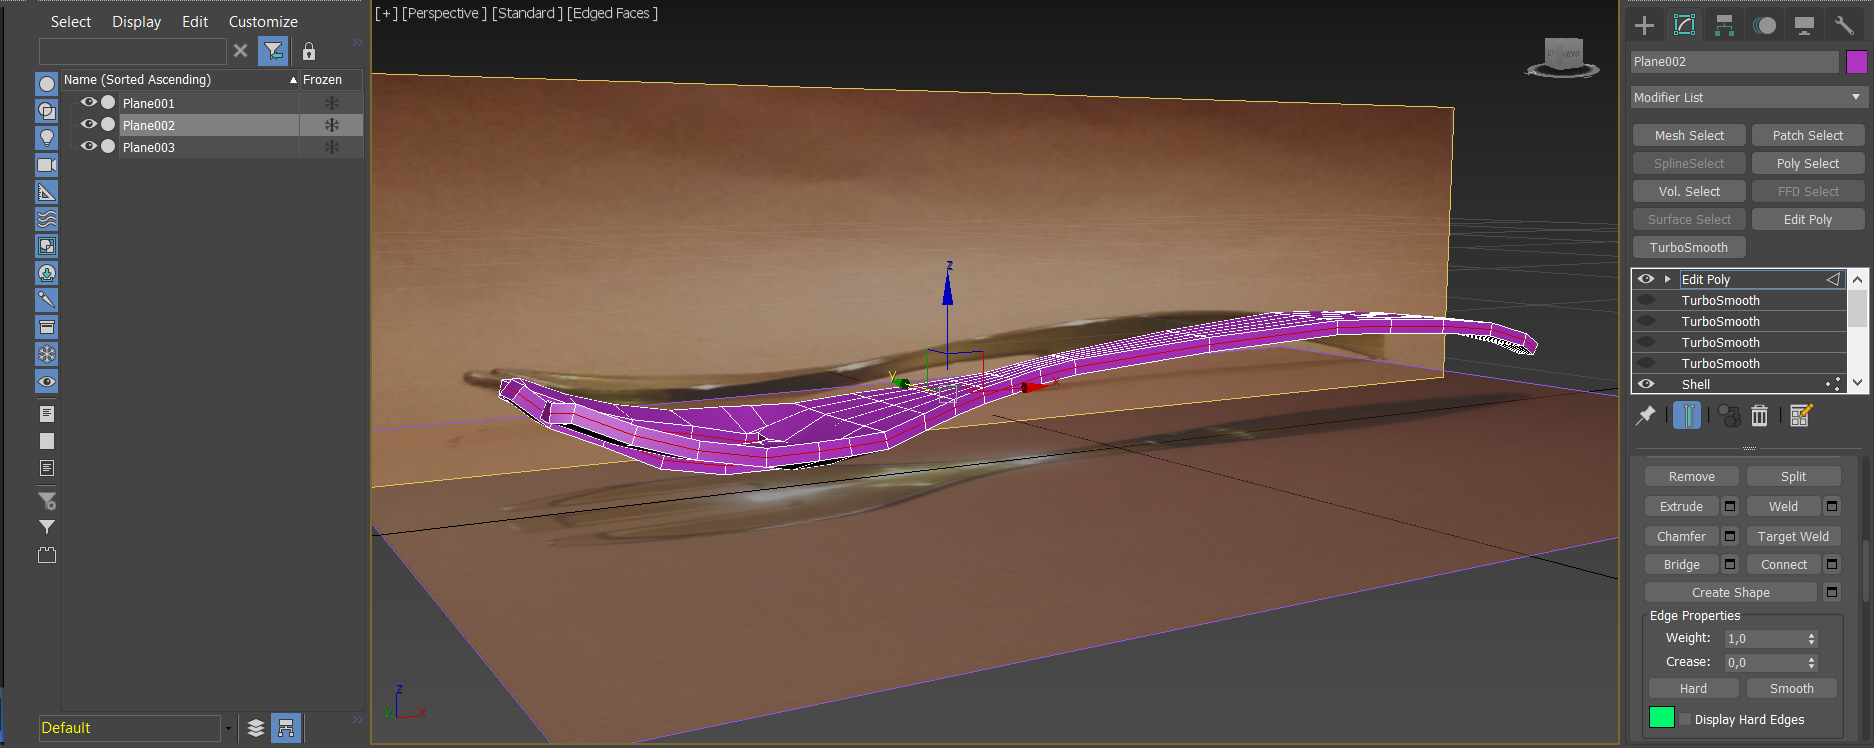 Select Display Edit Customize
Name (Sorted Ascending) Frozen
Plane001
Plane002
Plane003
Default
[+] [Perspective ] [Standard ] [Edged Faces ]
FRONT
z
y
x
z
y
x
Plane002
Modifier List
Mesh Select Patch Select
SplineSelect Poly Select
Vol. Select FFD Select
Surface Select Edit Poly
TurboSmooth
Edit Poly
TurboSmooth
TurboSmooth
TurboSmooth
TurboSmooth
Shell
Remove Split
Extrude Weld
Chamfer Target Weld
Bridge Connect
Create Shape
Edge Properties
Weight: 1,0
Crease: 0,0
Hard Smooth
Display Hard Edges